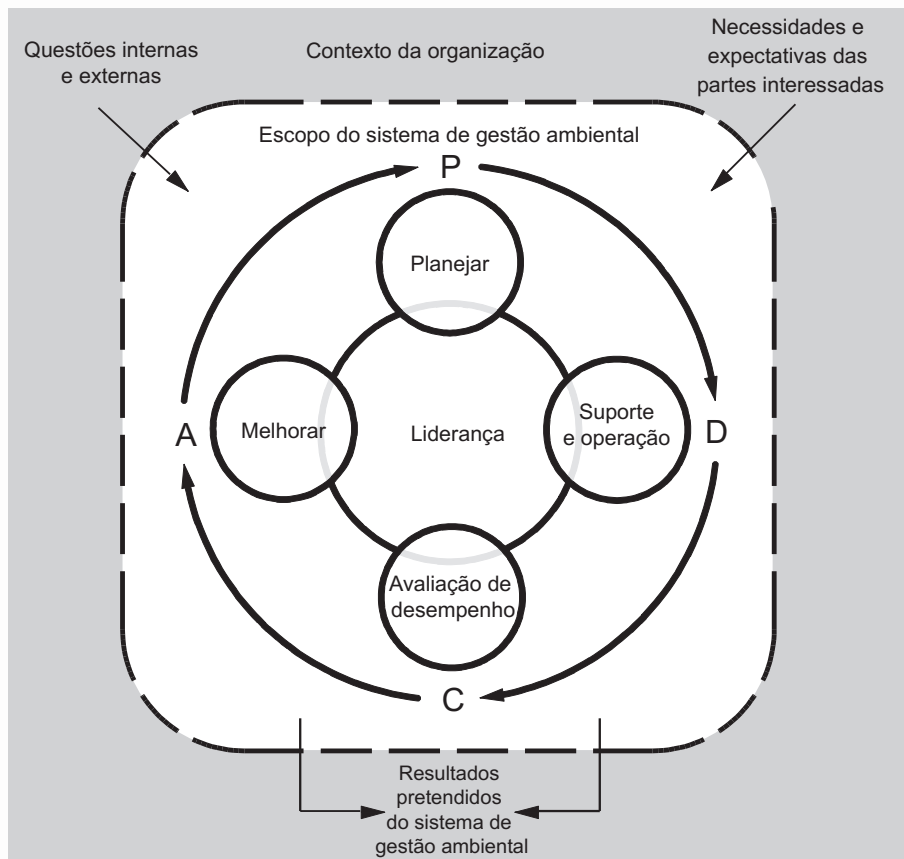 Questões internas
e externas
Contexto da organização
Necessidades e
expectativas das
partes interessadas
Escopo do sistema de gestão ambiental
P
Planejar
A
Melhorar
Liderança
Suporte
e operação
D
Avaliação de
desempenho
C
Resultados
pretendidos
do sistema de
gestão ambiental